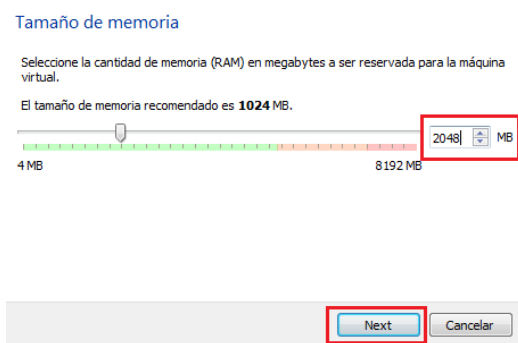 Tamaño de memoria
Seleccione la cantidad de memoria (RAM) en megabytes a ser reservada para la máquina
virtual.
El tamaño de memoria recomendado es 1024 MB.
2048 MB
4 MB 8192 MB
Next Cancelar